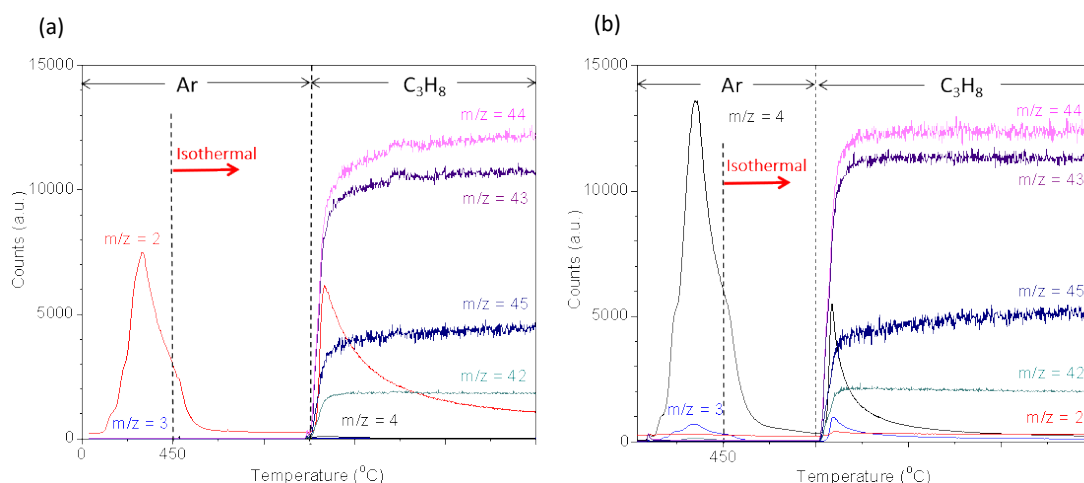 (a)
15000
Ar
C₃H₈
m/z = 44
Isothermal
10000
m/z = 43
Counts (a.u.)
m/z = 2
5000
m/z = 45
m/z = 42
m/z = 3
m/z = 4
0
0
450
Temperature (°C)
(b)
15000
Ar
C₃H₈
m/z = 4
m/z = 44
Isothermal
m/z = 43
10000
Counts (a.u.)
m/z = 45
5000
m/z = 42
m/z = 3
m/z = 2
0
450
Temperature (°C)